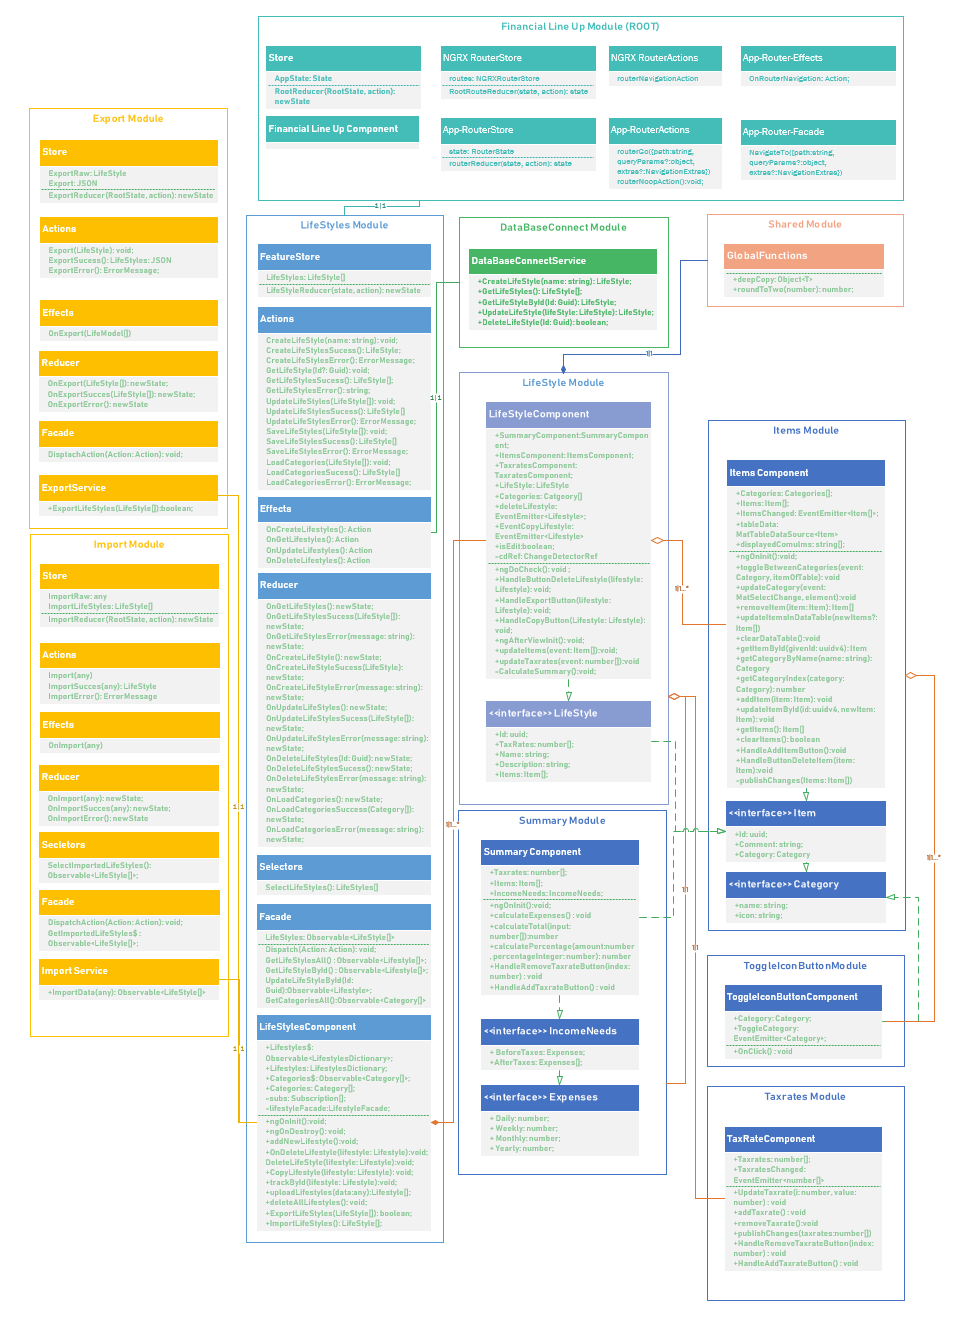 Financial Line Up Module (ROOT)
Store
AppState: State
RootReducer(RootState, action):
newState
Financial Line Up Component
NGRX RouterStore
routes: NGRXRouterStore
RootRouteReducer(state, action): state
NGRX RouterActions
routerNavigationAction
App-Router-Effects
OnRouterNavigation: Action;
App-RouterStore
state: RouterState
routerReducer(state, action): state
App-RouterActions
routerGo({path:string,
queryParams?:object,
extras?:NavigationExtras})
routerNoopAction():void;
App-Router-Facade
NavigateTo({path:string,
queryParams?:object,
extras?:NavigationExtras})
1|1
Export Module
Store
ExportRaw: LifeStyle
Export: JSON
ExportReducer(RootState, action): newState
Actions
Export(LifeStyle): void;
ExportSucess(): LifeStyles: JSON
ExportError(): ErrorMessage;
Effects
OnExport(LifeModel[])
Reducer
OnExport(LifeStyle[]): newState;
OnExportSucces(LifeStyle[]): newState;
OnExportError(): newState
Facade
DisptachAction(Action: Action): void;
ExportService
+ExportLifeStyles(LifeStyle[]):boolean;
Import Module
Store
ImportRaw: any
ImportLifeStyles: LifeStyle[]
ImportReducer(RootState, action): newState
Actions
Import(any)
ImportSucces(any): LifeStyle
ImportError(): ErrorMessage
Effects
OnImport(any)
Reducer
OnImport(any): newState;
OnImportSucces(any): newState;
OnImportError(): newState
Secletors
SelectImportedLifeStyles():
Observable<LifeStyle[]>;
Facade
DispatchAction(Action: Action): void;
GetImportedLifeStyles$ :
Observable<LifeStyle[]>;
Import Service
+ImportData(any): Observable<LifeStyle[]>
1|1
1|1
LifeStyles Module
FeatureStore
LifeStyles: LifeStyle[]
LifeStyleReducer(state, action): newState
Actions
CreateLifeStyle(name: string): void;
CreateLifeStylesSucess(): LifeStyle;
CreateLifeStylesError(): ErrorMessage;
GetLifeStyle(Id?: Guid): void;
GetLifeStylesSucess(): LifeStyle[];
GetLifeStylesError(): string;
UpdateLifeStyles(LifeStyle[]): void;
UpdateLifeStylesSucess(): LifeStyle[]
UpdateLifeStylesError(): ErrorMessage;
SaveLifeStyles(LifeStyle[]): void;
SaveLifeStylesSucess(): LifeStyle[]
SaveLifeStylesError(): ErrorMessage;
LoadCategories(LifeStyle[]): void;
LoadCategoriesSucess(): LifeStyle[]
LoadCategoriesError(): ErrorMessage;
Effects
OnCreateLifestyles(): Action
OnGetLifeStyles(): Action
OnUpdateLifeStyles(): Action
OnDeleteLifeStyles(): Action
Reducer
OnGetLifeStyles(): newState;
OnGetLifeStylesSucess(LifeStyle[]):
newState;
OnGetLifeStylesError(message: string):
newState;
OnCreateLifeStyle(): newState;
OnCreateLifeStyleSucess(LifeStyle):
newState;
OnCreateLifeStyleError(message: string):
newState;
OnUpdateLifeStyles(): newState;
OnUpdateLifeStylesSucess(LifeStyle[]):
newState;
OnUpdateLifeStylesError(message: string):
newState;
OnDeleteLifeStyles(Id: Guid): newState;
OnDeleteLifeStylesSucess(): newState;
OnDeleteLifeStylesError(message: string):
newState;
OnLoadCategories(): newState;
OnLoadCategoriesSuccess(Category[]):
newState;
OnLoadCategoriesError(message: string):
newState;
Selectors
SelectLifeStyles(): LifeStyles[]
Facade
LifeStyles: Observable<LifeStyle[]>
Dispatch(Action: Action): void;
GetLifeStylesAll() : Observable<Lifestyle[]>;
GetLifeStyleById() : Observable<Lifestyle[]>;
UpdateLifeStyleById(Id:
Guid):Observable<Lifestyle>;
GetCategoriesAll():Observable<Category[]>
LifeStylesComponent
+Lifestyles$:
Observable<LifestylesDictionary>;
+Lifestyles: LifestylesDictionary;
+Categories$: Observable<Category[]>;
+Categories: Category[];
-subs: Subscription[];
-lifestyleFacade:LifestyleFacade;
+ngOnInit():void;
+ngOnDestroy(): void;
+addNewLifestyle():void;
+OnDeleteLifestyle(lifestyle: Lifestyle):void;
DeleteLifeStyle(lifestyle: Lifestyle):void;
+CopyLifestyle(lifestyle: Lifestyle): void;
+trackById(lifestyle: Lifestyle):void;
+uploadLifestyles(data:any):Lifestyle[];
+deleteAllLifestyles(): void;
+ExportLifeStyles(LifeStyle[]): boolean;
+ImportLifeStyles(): LifeStyle[];
DataBaseConnect Module
DataBaseConnectService
+CreateLifeStyle(name: string): LifeStyle;
+GetLifeStyles(): LifeStyle[];
+GetLifeStyleById(Id: Guid): LifeStyle;
+UpdateLifeStyle(lifeStyle: LifeStyle): LifeStyle;
+DeleteLifeStyle(Id: Guid): boolean;
1|1
Shared Module
GlobalFunctions
+deepCopy: Object<T>
+roundToTwo(number): number;
LifeStyle Module
LifeStyleComponent
+SummaryComponent:SummaryCompon
ent;
+ItemsComponent: ItemsComponent;
+TaxratesComponent:
TaxratesComponent;
+LifeStyle: LifeStyle
+Categories: Catgeory[]
+deleteLifestyle:
EventEmitter<Lifestyle>;
+EventCopyLifestyle:
EventEmitter<Lifestyle>
+isEdit:boolean;
-cdRef: ChangeDetectorRef
+ngDoCheck(): void ;
+HandleButtonDeleteLifestyle(lifestyle:
Lifestyle): void;
+HandleExportButton(lifestyle:
Lifestyle): void;
+HandleCopyButton(Lifestyle: Lifestyle):
void;
+ngAfterViewInit(): void;
+updateItems(event: Item[]):void;
+updateTaxrates(event: number[]):void
-CalculateSummary():void;
<<interface>> LifeStyle
+Id: uuid;
+TaxRates: number[];
+Name: string;
+Description: string;
+Items: Item[];
Summary Module
Summary Component
+Taxrates: number[];
+Items: Item[];
+IncomeNeeds: IncomeNeeds;
+ngOnInit():void;
+calculateExpenses() : void
+calculateTotal(input:
number[]):number
+calculatePercentage(amount:number
, percentageInteger: number): number
+HandleRemoveTaxrateButton(index:
number) : void
+HandleAddTaxrateButton() : void
<<interface>> IncomeNeeds
+ BeforeTaxes: Expenses;
+AfterTaxes: Expenses[];
<<interface>> Expenses
+ Daily: number;
+ Weekly: number;
+ Monthly: number;
+ Yearly: number;
Items Module
Items Component
+Categories: Categories[];
+Items: Item[];
+ItemsChanged: EventEmitter<Item[]>;
+tableData:
MatTableDataSource<Item>
+displayedComulms: string[];
+ngOnInit():void;
+toggleBetweenCategories(event:
Category, itemOfTable): void
+updateCategory(event:
MatSelectChange, element):void
+removeItem(item: Item): Item[]
+updateItemsInDataTable(newItems?:
Item[])
+clearDataTable():void
+getItemById(givenId: uuidv4): Item
+getCategoryByName(name: string):
Category
+getCategoryIndex(category:
Category): number
+addItem(item: Item): void
+updateItemById(id: uuidv4, newItem:
Item): void
+getItems(): Item[]
+clearItems(): boolean
+HandleAddItemButton():void
+HandleButtonDeleteItem(item:
Item):void
-publishChanges(Items: Item[])
<<interface>> Item
+Id: uuid;
+Comment: string;
+Category: Category
<<interface>> Category
+name: string;
+icon: string;
ToggleIconButtonModule
ToggleIconButtonComponent
+Category: Category;
+ToggleCategory:
EventEmitter<Category>;
+OnClick() : void
Taxrates Module
TaxRateComponent
+Taxrates: number[];
+TaxratesChanged:
EventEmitter<number[]>
+UpdateTaxrate(i: number, value:
number) : void
+addTaxrate() : void
+removeTaxrate():void
+publishChanges(taxrates:number[])
+HandleRemoveTaxrateButton(index:
number) : void
+HandleAddTaxrateButton() : void